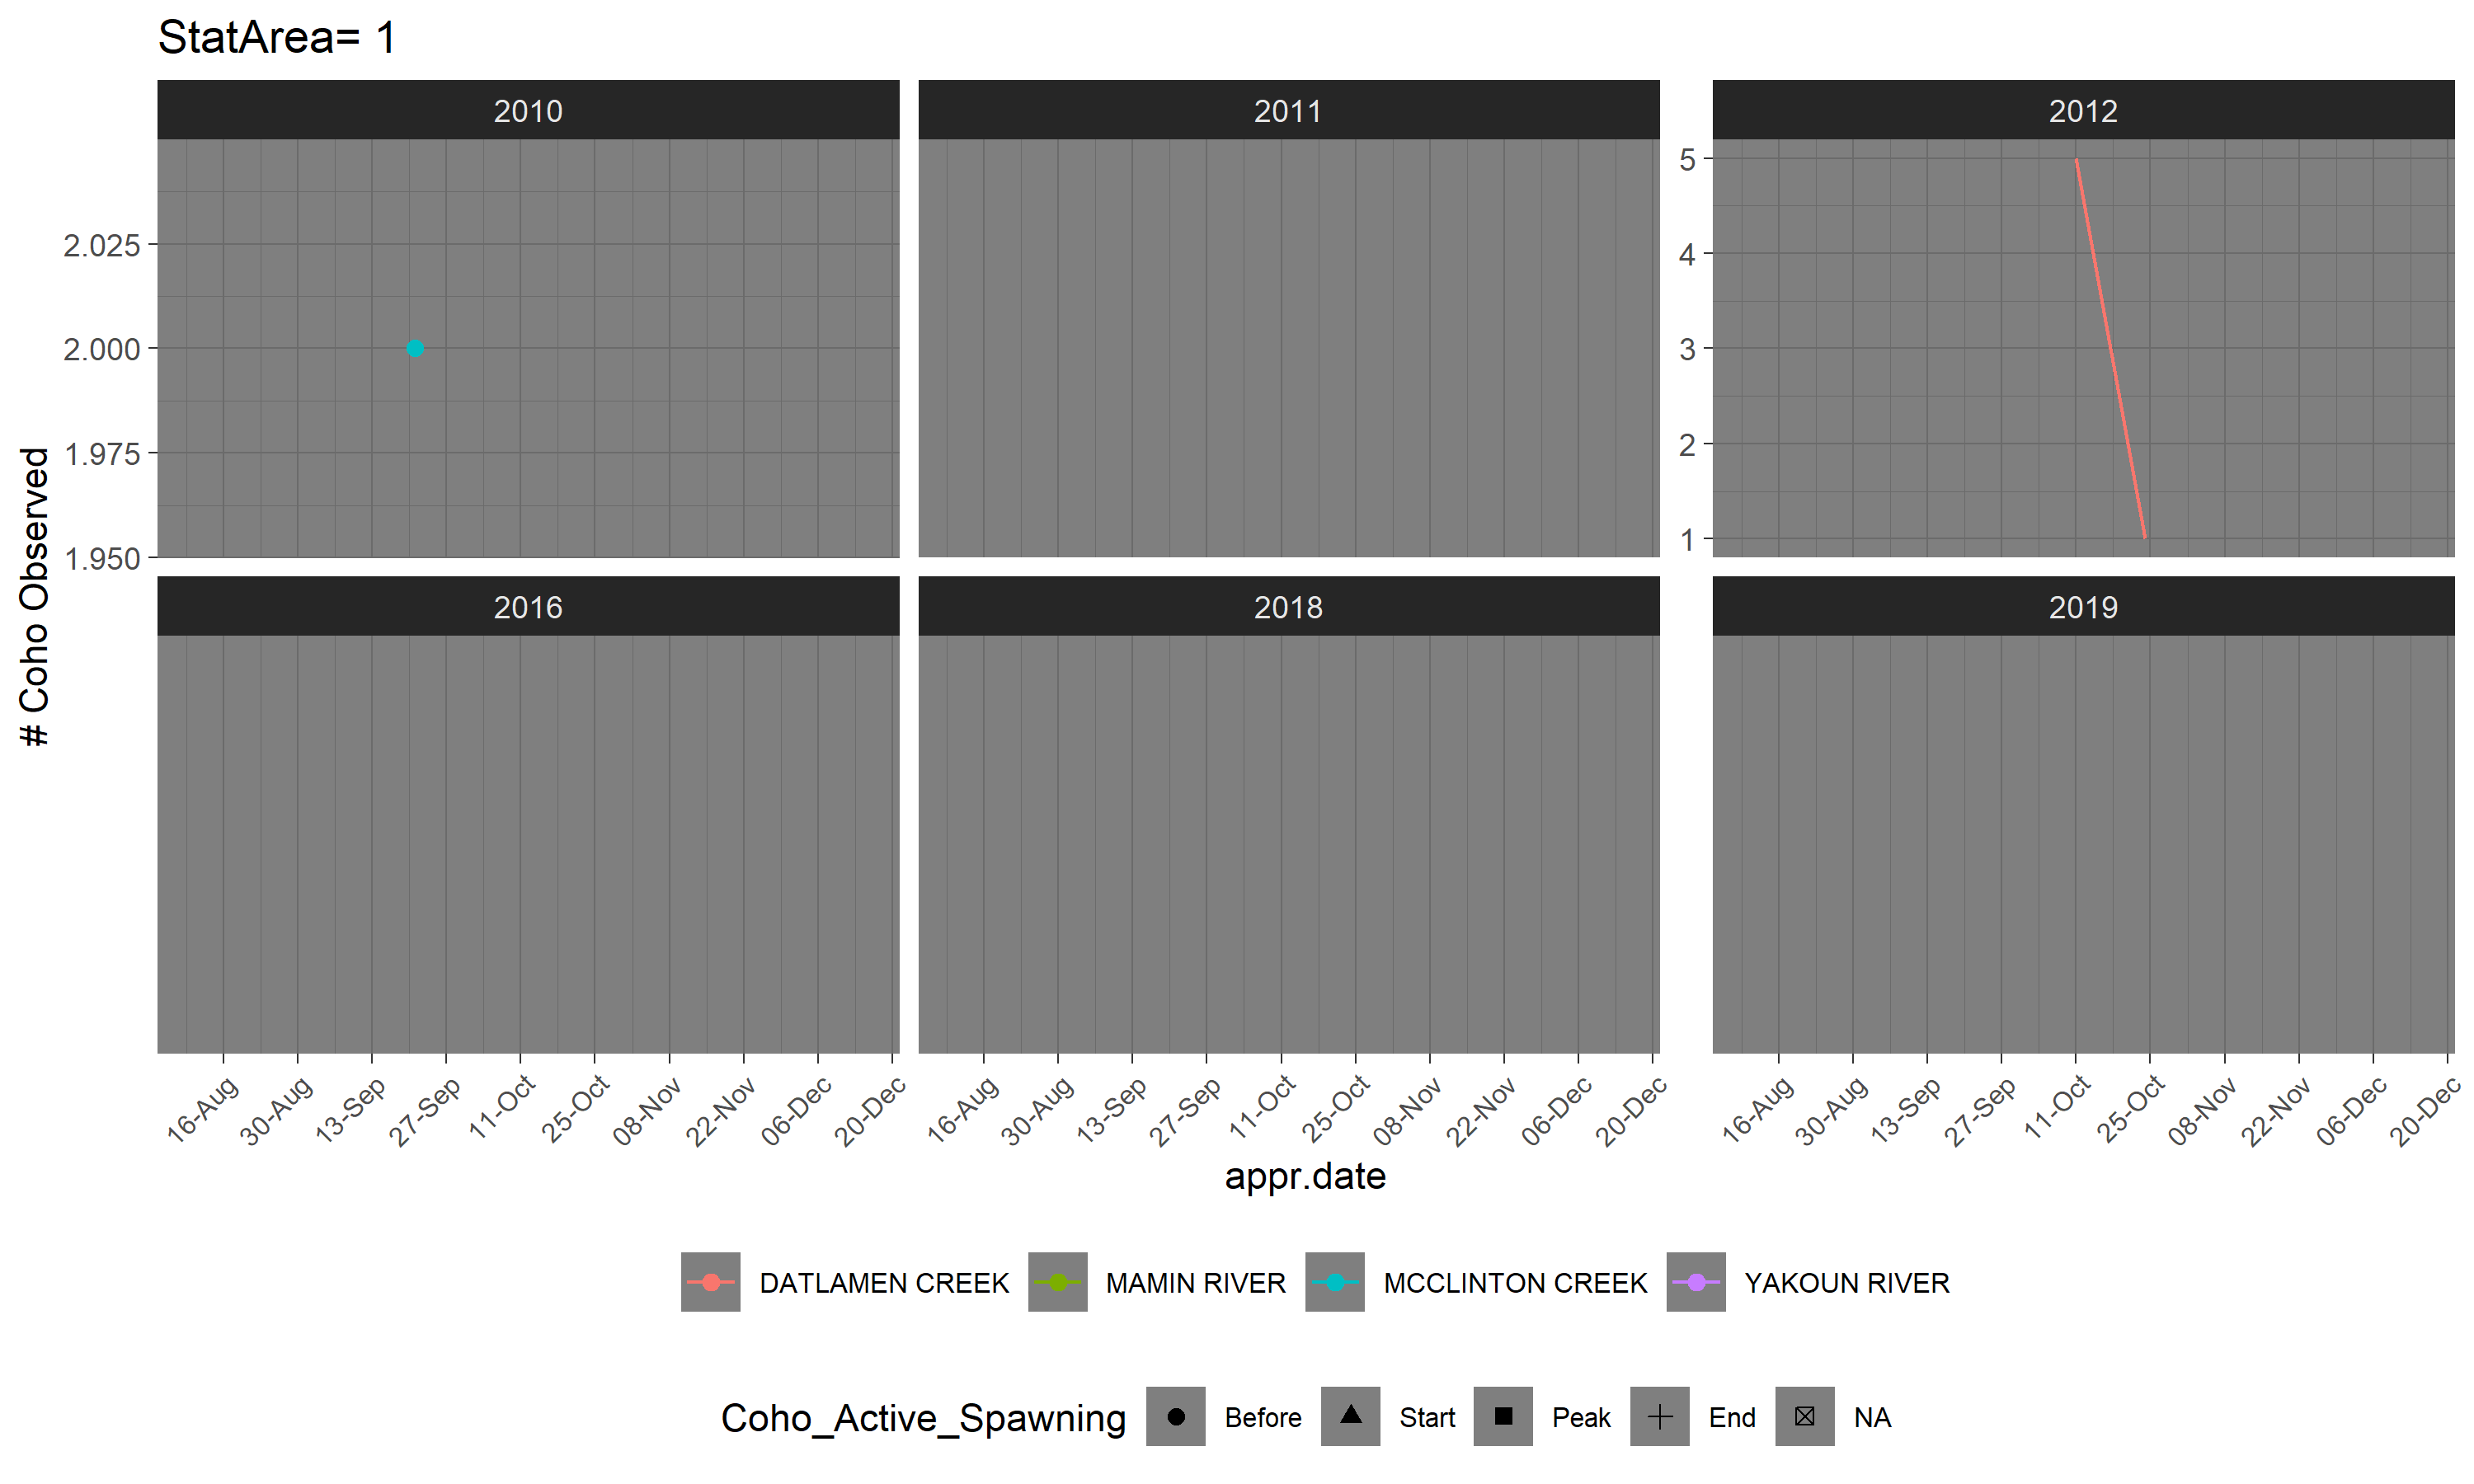 StatArea= 1
2010 2011 2012
2.025
2.000
1.975
1.950
5
4
3
2
1
# Coho Observed
2016 2018 2019
16-Aug 30-Aug 13-Sep 27-Sep 11-Oct 25-Oct 08-Nov 22-Nov 06-Dec 20-Dec 16-Aug 30-Aug 13-Sep 27-Sep 11-Oct 25-Oct 08-Nov 22-Nov 06-Dec 20-Dec 16-Aug 30-Aug 13-Sep 27-Sep 11-Oct 25-Oct 08-Nov 22-Nov 06-Dec 20-Dec
appr.date
DATLAMEN CREEK MAMIN RIVER MCCLINTON CREEK YAKOUN RIVER
Coho_Active_Spawning Before Start Peak End NA